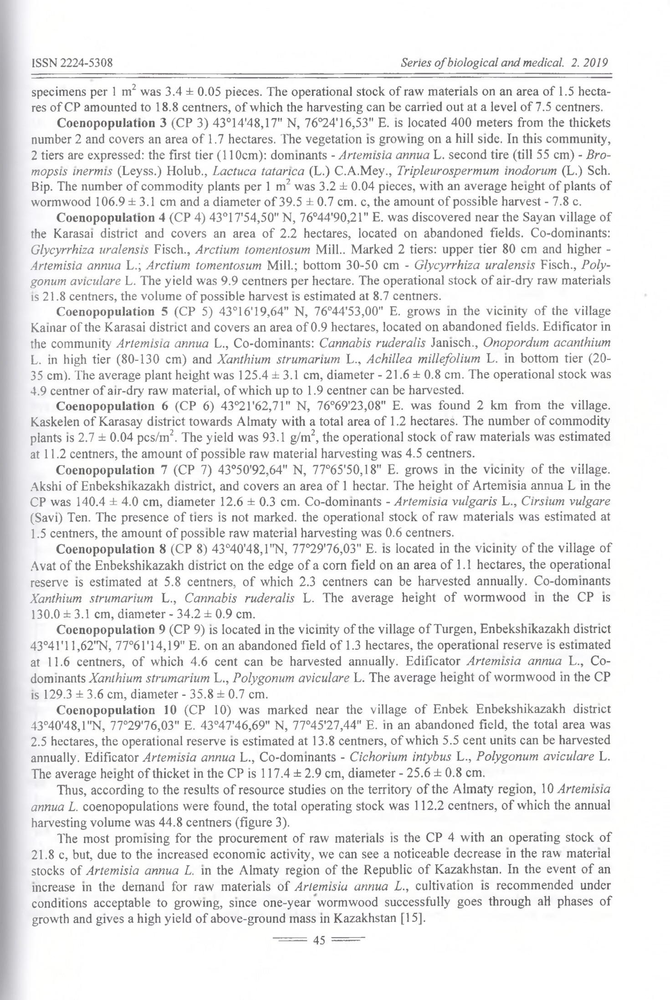 ISSN 2224-5308 Series of biological and medical. 2. 2019
specimens per 1 m² was 3.4 ± 0.05 pieces. The operational stock of raw materials on an area of 1.5 hecta-
res of CP amounted to 18.8 centners, of which the harvesting can be carried out at a level of 7.5 centners.
Coenopopulation 3 (CP 3) 43°14'48,17" N, 76°24'16,53" E. is located 400 meters from the thickets
number 2 and covers an area of 1.7 hectares. The vegetation is growing on a hill side. In this community,
2 tiers are expressed: the first tier (110cm): dominants - Artemisia annua L. second tire (till 55 cm) - Bro-
mopsis inermis (Leyss.) Holub., Lactuca tatarica (L.) C.A.Mey., Tripleurospermum inodorum (L.) Sch.
Bip. The number of commodity plants per 1 m² was 3.2 ± 0.04 pieces, with an average height of plants of
wormwood 106.9 ± 3.1 cm and a diameter of 39.5 ± 0.7 cm. c, the amount of possible harvest - 7.8 c.
Coenopopulation 4 (CP 4) 43°17'54,50" N, 76°44'90,21" E. was discovered near the Sayan village of
the Karasai district and covers an area of 2.2 hectares, located on abandoned fields. Co-dominants:
Glycyrrhiza uralensis Fisch., Arctium tomentosum Mill.. Marked 2 tiers: upper tier 80 cm and higher -
Artemisia annua L.; Arctium tomentosum Mill.; bottom 30-50 cm - Glycyrrhiza uralensis Fisch., Poly-
gonum aviculare L. The yield was 9.9 centners per hectare. The operational stock of air-dry raw materials
is 21.8 centners, the volume of possible harvest is estimated at 8.7 centners.
Coenopopulation 5 (CP 5) 43°16'19,64" N, 76°44'53,00" E. grows in the vicinity of the village
Kainar of the Karasai district and covers an area of 0.9 hectares, located on abandoned fields. Edificator in
the community Artemisia annua L., Co-dominants: Cannabis ruderalis Janisch., Onopordum acanthium
L. in high tier (80-130 cm) and Xanthium strumarium L., Achillea millefolium L. in bottom tier (20-
35 cm). The average plant height was 125.4 ± 3.1 cm, diameter - 21.6 ± 0.8 cm. The operational stock was
4.9 centner of air-dry raw material, of which up to 1.9 centner can be harvested.
Coenopopulation 6 (CP 6) 43°21'62,71" N, 76°69'23,08" E. was found 2 km from the village.
Kaskelen of Karasay district towards Almaty with a total area of 1.2 hectares. The number of commodity
plants is 2.7 ± 0.04 pcs/m². The yield was 93.1 g/m², the operational stock of raw materials was estimated
at 11.2 centners, the amount of possible raw material harvesting was 4.5 centners.
Coenopopulation 7 (CP 7) 43°50'92,64" N, 77°65'50,18" E. grows in the vicinity of the village.
Akshi of Enbekshikazakh district, and covers an area of 1 hectar. The height of Artemisia annua L in the
CP was 140.4 ± 4.0 cm, diameter 12.6 ± 0.3 cm. Co-dominants - Artemisia vulgaris L., Cirsium vulgare
(Savi) Ten. The presence of tiers is not marked. the operational stock of raw materials was estimated at
1.5 centners, the amount of possible raw material harvesting was 0.6 centners.
Coenopopulation 8 (CP 8) 43°40'48,1"N, 77°29'76,03" E. is located in the vicinity of the village of
Avat of the Enbekshikazakh district on the edge of a corn field on an area of 1.1 hectares, the operational
reserve is estimated at 5.8 centners, of which 2.3 centners can be harvested annually. Co-dominants
Xanthium strumarium L., Cannabis ruderalis L. The average height of wormwood in the CP is
130.0 ± 3.1 cm, diameter - 34.2 ± 0.9 cm.
Coenopopulation 9 (CP 9) is located in the vicinity of the village of Turgen, Enbekshikazakh district
43°41'11,62"N, 77°61'14,19" E. on an abandoned field of 1.3 hectares, the operational reserve is estimated
at 11.6 centners, of which 4.6 cent can be harvested annually. Edificator Artemisia annua L., Co-
dominants Xanthium strumarium L., Polygonum aviculare L. The average height of wormwood in the CP
is 129.3 ± 3.6 cm, diameter - 35.8 ± 0.7 cm.
Coenopopulation 10 (CP 10) was marked near the village of Enbek Enbekshikazakh district
43°40'48,1"N, 77°29'76,03" E. 43°47'46,69" N, 77°45'27,44" E. in an abandoned field, the total area was
2.5 hectares, the operational reserve is estimated at 13.8 centners, of which 5.5 cent units can be harvested
annually. Edificator Artemisia annua L., Co-dominants - Cichorium intybus L., Polygonum aviculare L.
The average height of thicket in the CP is 117.4 ± 2.9 cm, diameter - 25.6 ± 0.8 cm.
Thus, according to the results of resource studies on the territory of the Almaty region, 10 Artemisia
annua L. coenopopulations were found, the total operating stock was 112.2 centners, of which the annual
harvesting volume was 44.8 centners (figure 3).
The most promising for the procurement of raw materials is the CP 4 with an operating stock of
21.8 c, but, due to the increased economic activity, we can see a noticeable decrease in the raw material
stocks of Artemisia annua L. in the Almaty region of the Republic of Kazakhstan. In the event of an
increase in the demand for raw materials of Artemisia annua L., cultivation is recommended under
conditions acceptable to growing, since one-year wormwood successfully goes through all phases of
growth and gives a high yield of above-ground mass in Kazakhstan [15].
45